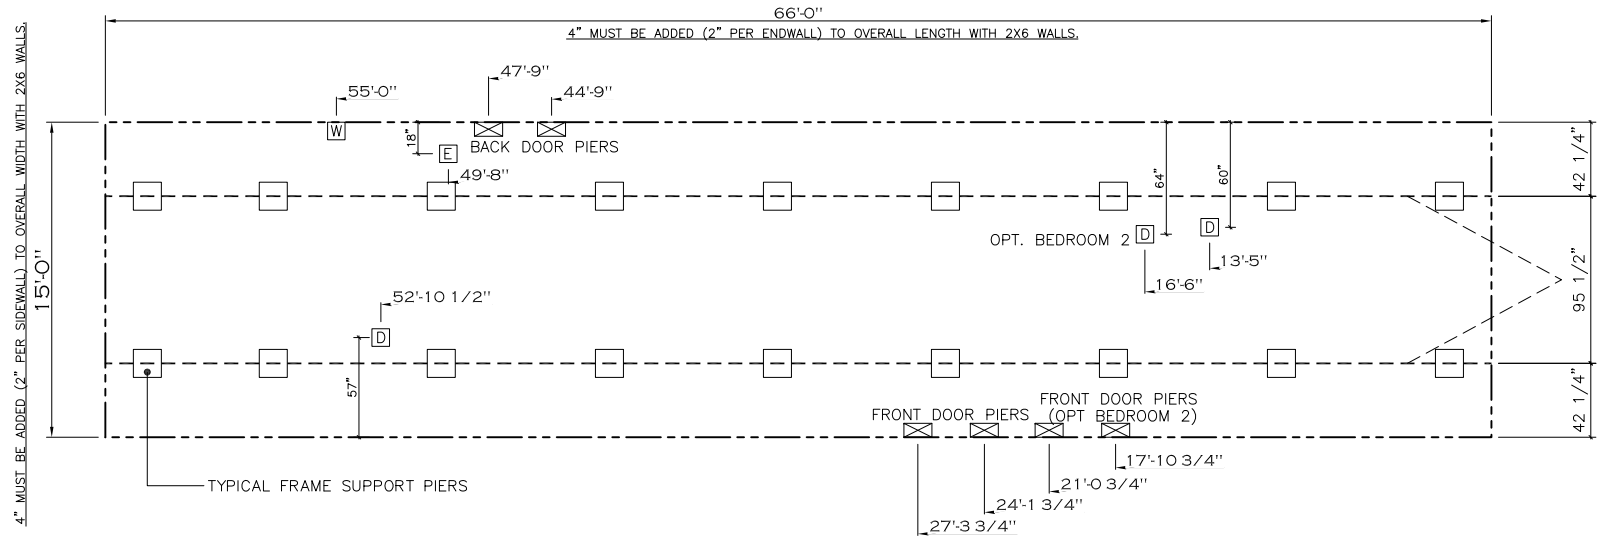 66'-0"
4" MUST BE ADDED (2" PER ENDWALL) TO OVERALL LENGTH WITH 2X6 WALLS.
4" MUST BE ADDED (2" PER SIDEWALL) TO OVERALL WIDTH WITH 2X6 WALLS.
15'-0"
47'-9"
55'-0"
44'-9"
W
18"
E
BACK DOOR PIERS
49'-8"
64"
60"
42 1/4"
OPT. BEDROOM 2
D
D
13'-5"
16'-6"
95 1/2"
52'-10 1/2"
D
57"
FRONT DOOR PIERS
FRONT DOOR PIERS
(OPT BEDROOM 2)
42 1/4"
17'-10 3/4"
21'-0 3/4"
24'-1 3/4"
27'-3 3/4"
TYPICAL FRAME SUPPORT PIERS